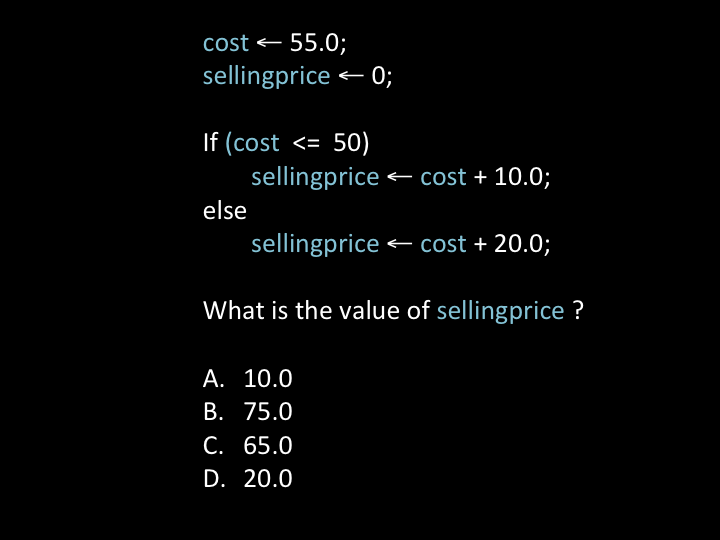 cost ← 55.0;
sellingprice ← 0;
If (cost <= 50)
sellingprice ← cost + 10.0;
else
sellingprice ← cost + 20.0;
What is the value of sellingprice ?
A. 10.0
B. 75.0
C. 65.0
D. 20.0